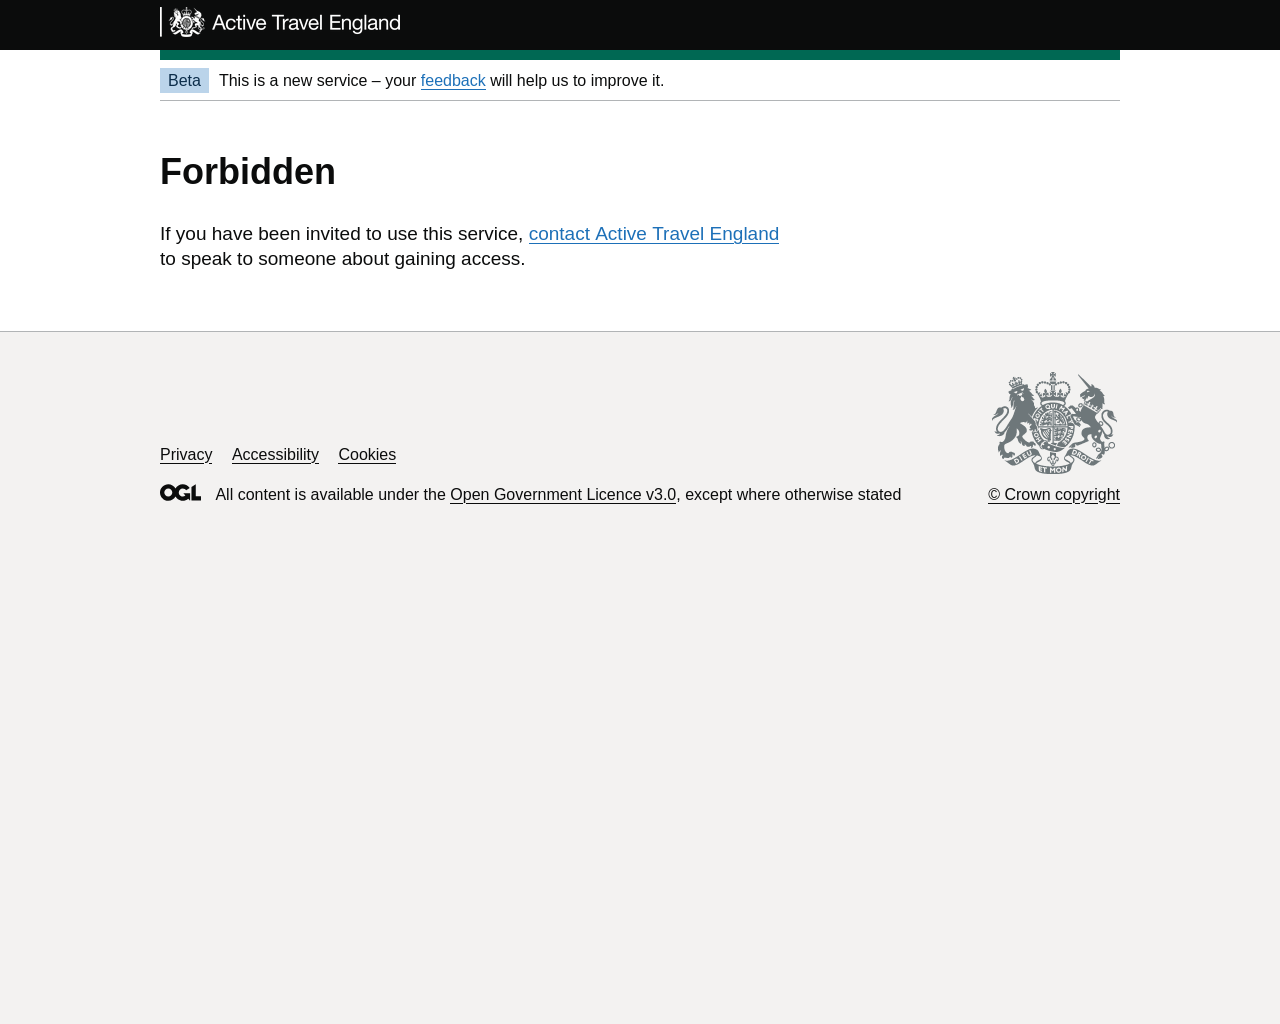 Active Travel England
Beta This is a new service – your feedback will help us to improve it.
Forbidden
If you have been invited to use this service, contact Active Travel England
to speak to someone about gaining access.
Privacy Accessibility Cookies
OGL All content is available under the Open Government Licence v3.0, except where otherwise stated
© Crown copyright